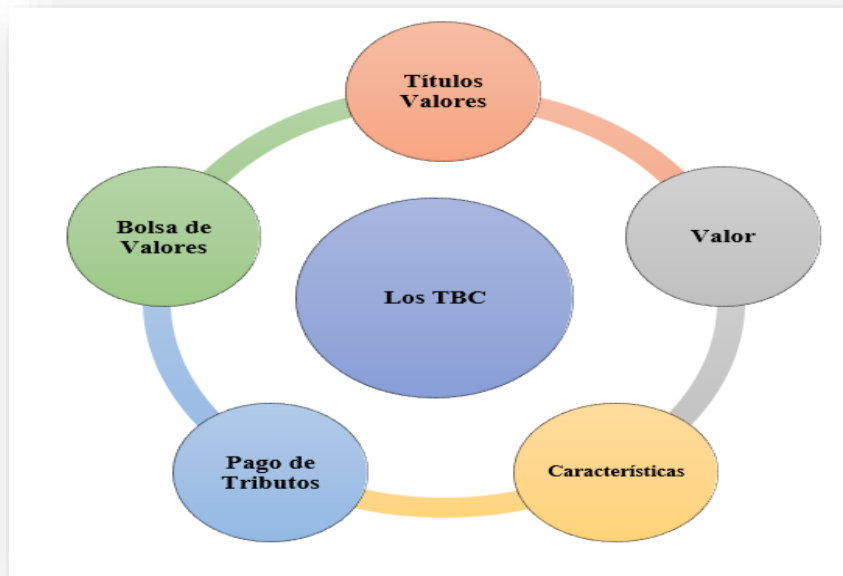 Títulos
Valores
Valor
Características
Pago de
Tributos
Bolsa de
Valores
Los TBC